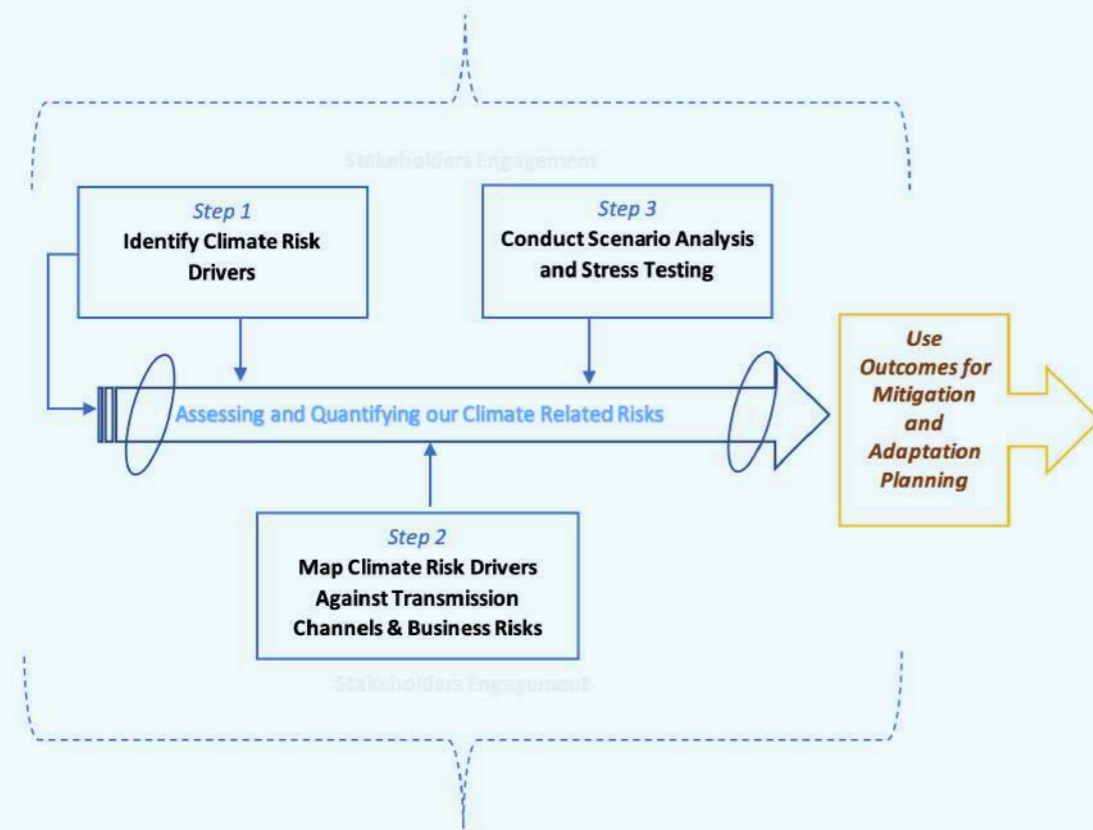 Stakeholders Engagement
Step 1
Identify Climate Risk
Drivers
Step 3
Conduct Scenario Analysis
and Stress Testing
Assessing and Quantifying our Climate Related Risks
Use
Outcomes for
Mitigation
and
Adaptation
Planning
Step 2
Map Climate Risk Drivers
Against Transmission
Channels & Business Risks
Stakeholders Engagement